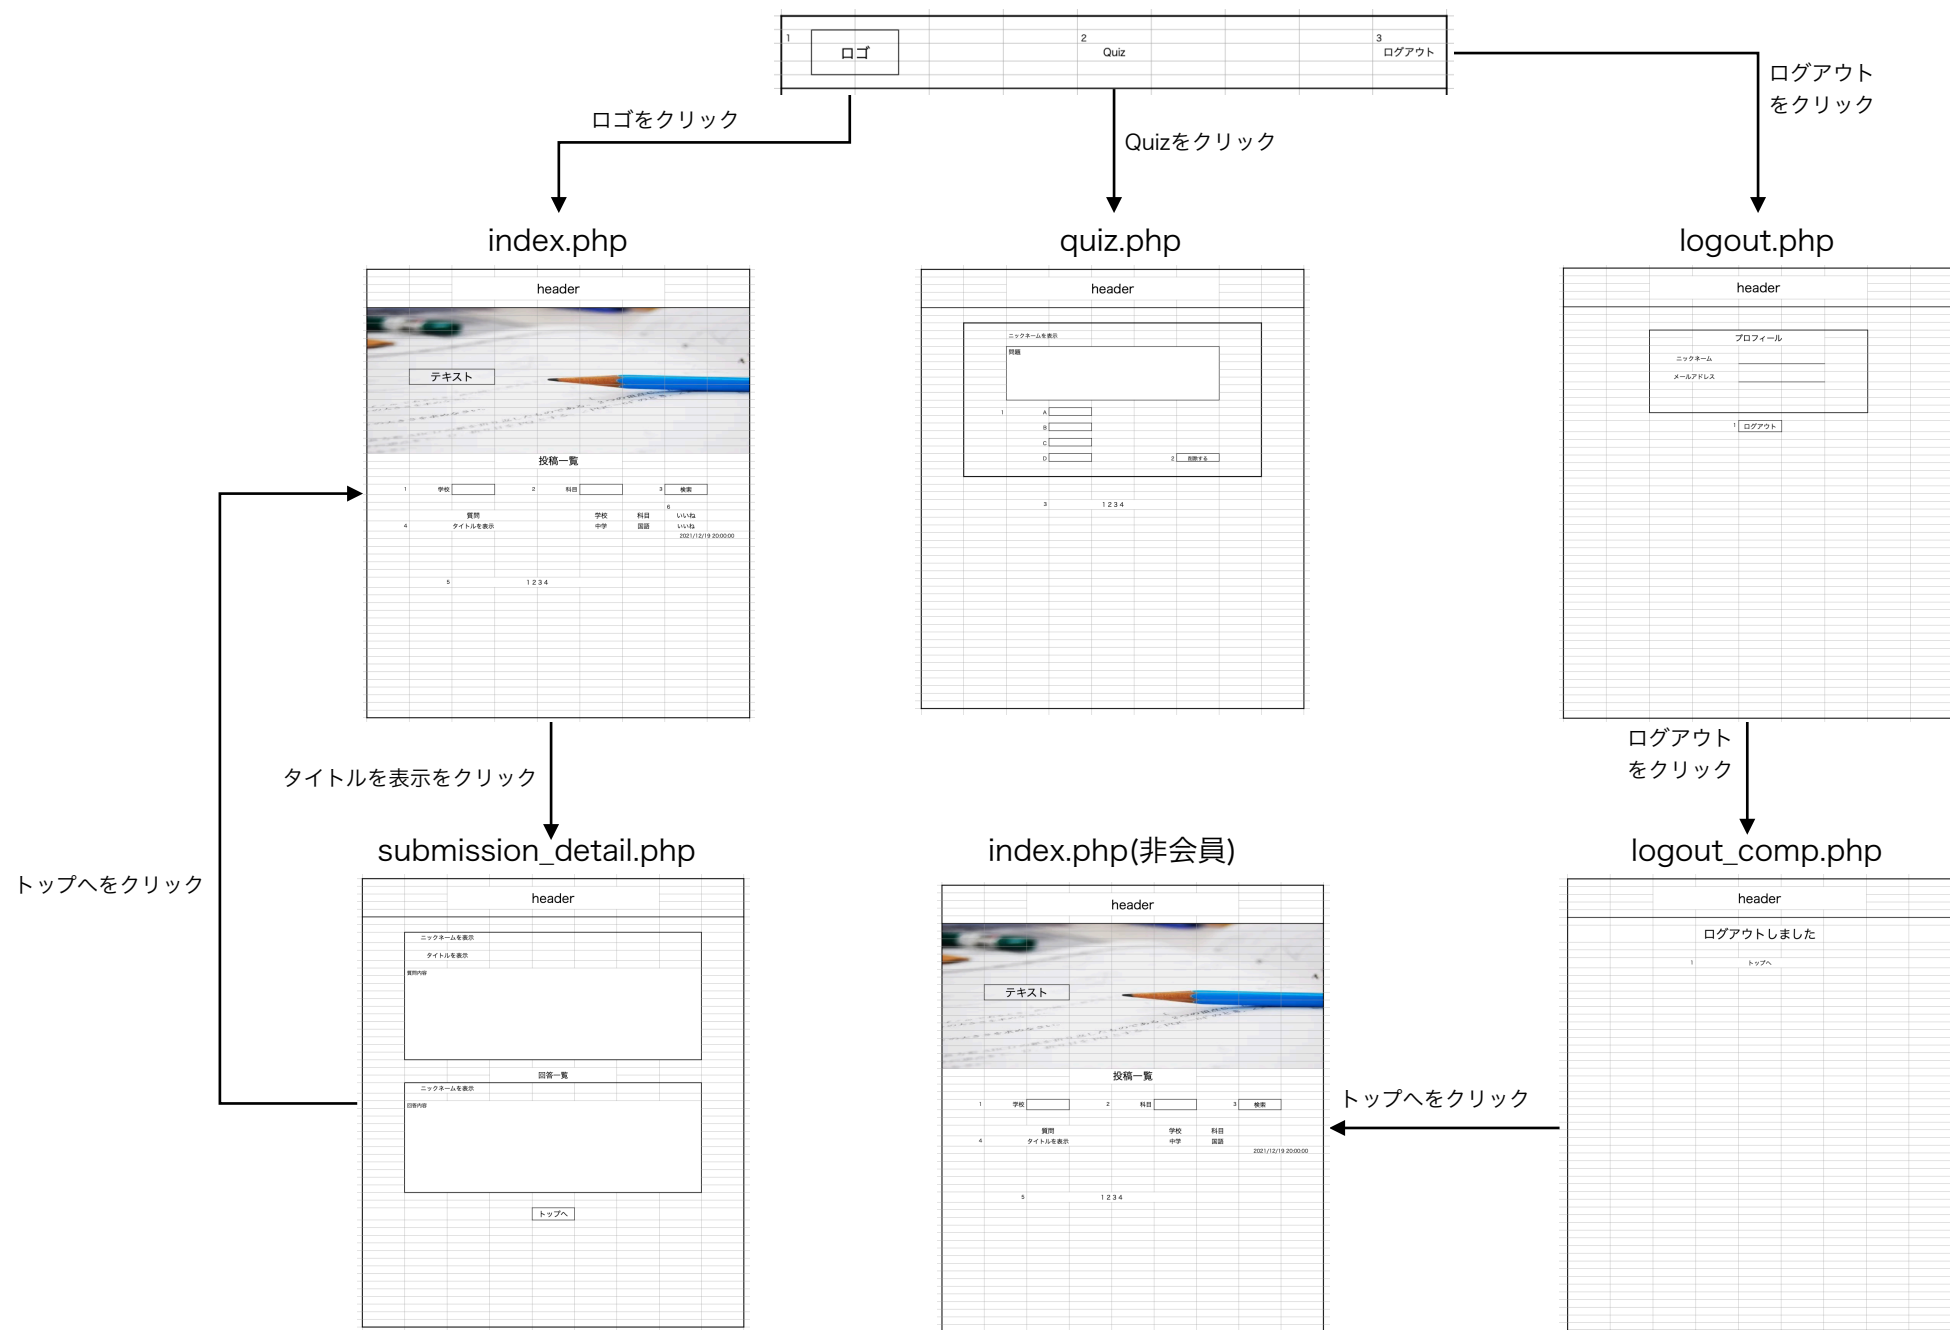 1
ロゴ
2
Quiz
3
ログアウト
ロゴをクリック
Quizをクリック
ログアウト
をクリック
index.php
header
テキスト
投稿一覧
1 学校 2 科目 3 検索
6
質問 学校 科目 いいね
4 タイトルを表示 中学 国語 いいね
2021/12/19 20:00:00
5 1 2 3 4
quiz.php
header
ニックネームを表示
問題
1 A
B
C
D 2 削除する
3 1 2 3 4
logout.php
header
プロフィール
ニックネーム
メールアドレス
1 ログアウト
タイトルを表示をクリック
ログアウト
をクリック
トップへをクリック
submission_detail.php
header
ニックネームを表示
タイトルを表示
質問内容
回答一覧
ニックネームを表示
回答内容
トップへ
index.php(非会員)
header
テキスト
投稿一覧
1 学校 2 科目 3 検索
質問 学校 科目
4 タイトルを表示 中学 国語
2021/12/19 20:00:00
5 1 2 3 4
トップへをクリック
logout_comp.php
header
ログアウトしました
1 トップへ